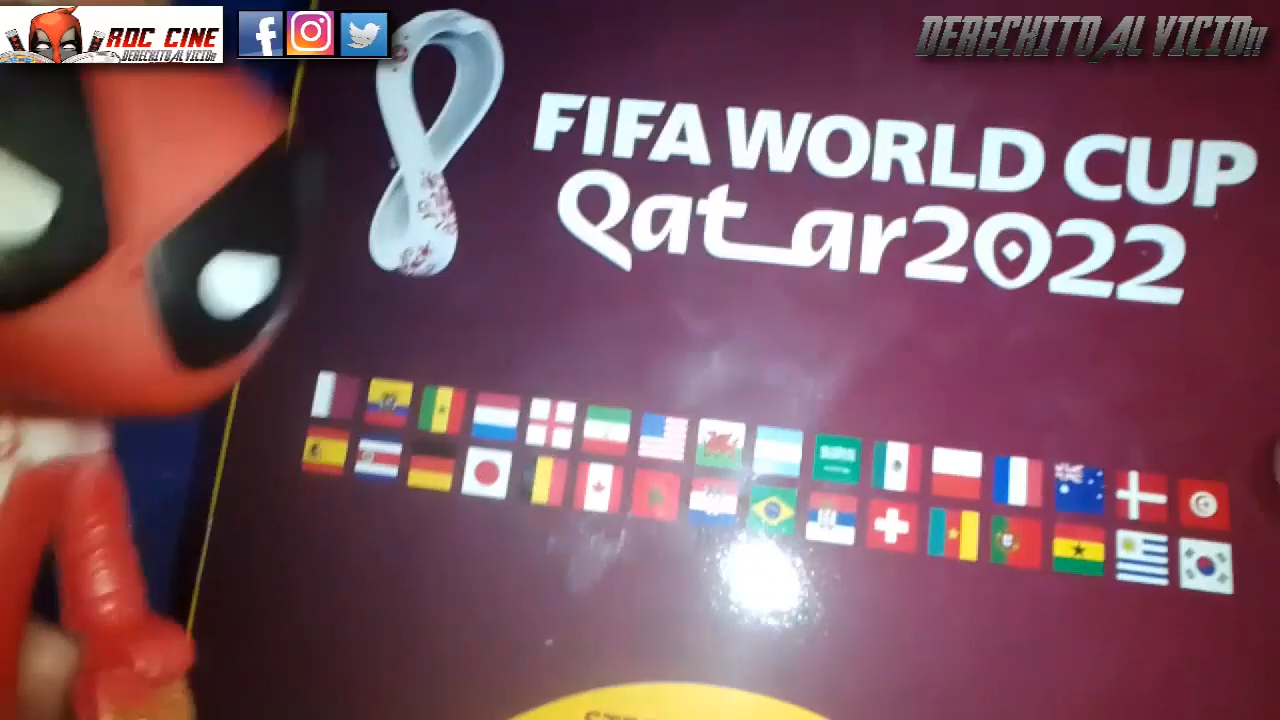 ROC CINE
DERECHITO AL VICIO!!
DERECHITO AL VICIO!!
FIFA WORLD CUP
Qatar2022